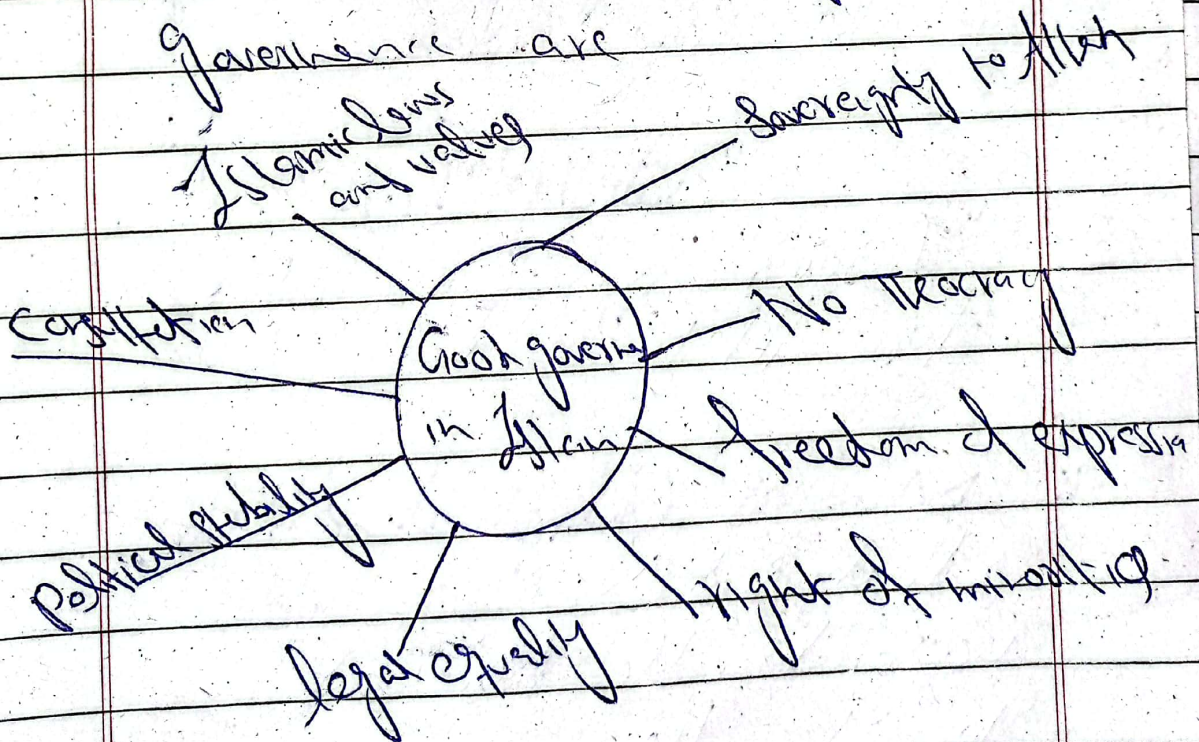 governance are
Sovereignty to Allah
Islamic laws
and values
No Theocracy
Constitution
Good governe
in Islam
freedom of expression
political stability
right of minorities
legal equality